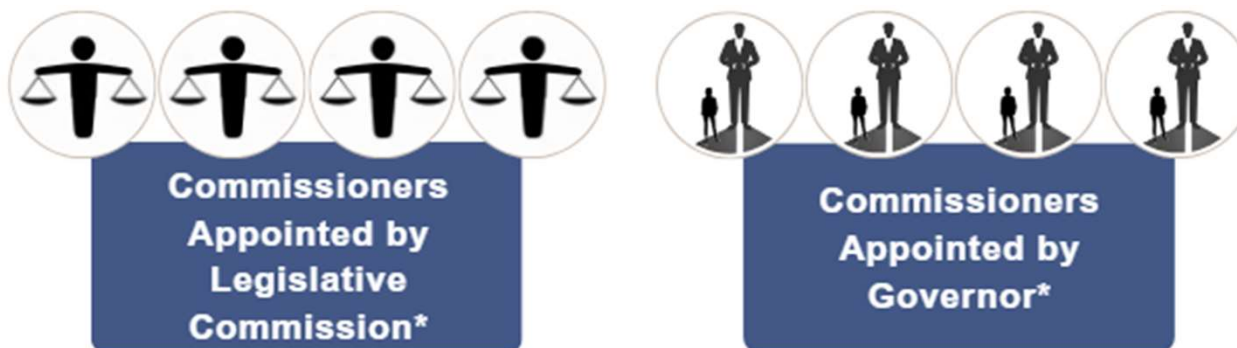 Commissioners
Appointed by
Legislative
Commission*
Commissioners
Appointed by
Governor*